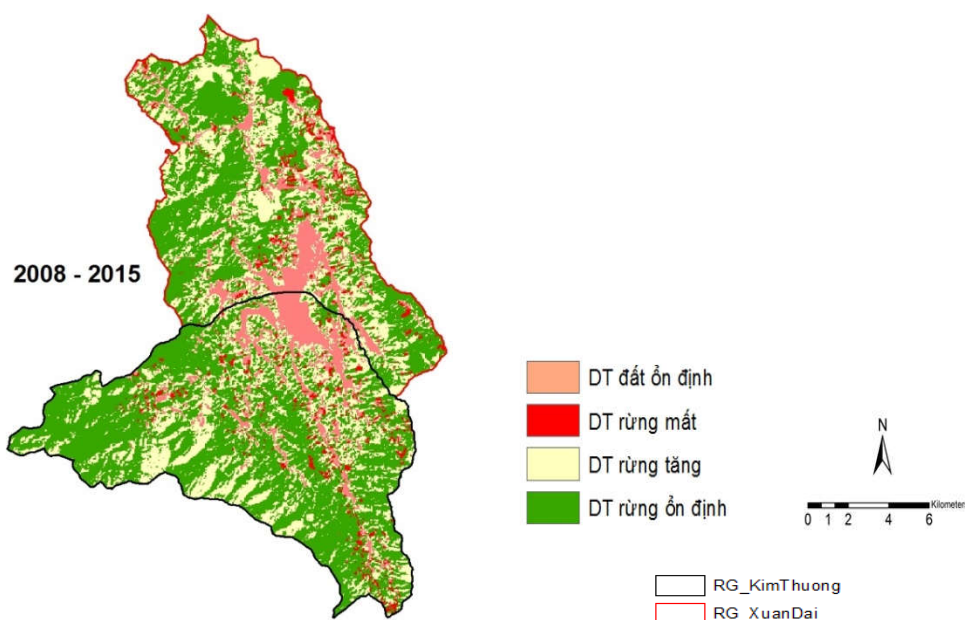 2008 - 2015
DT đất ổn định
DT rừng mất
DT rừng tăng
DT rừng ổn định
N
Kilometers
0 1 2 4 6
RG_KimThuong
RG_XuanDai